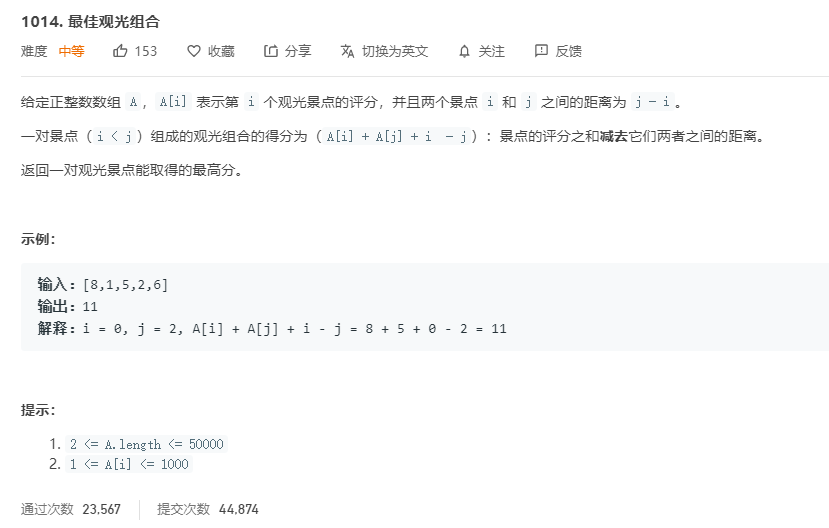 1014. 最佳观光组合
难度 中等 153 收藏 分享 切换为英文 关注 反馈
给定正整数数组 A，A[i] 表示第 i 个观光景点的评分，并且两个景点 i 和 j 之间的距离为 j - i。
一对景点（i < j）组成的观光组合的得分为（A[i] + A[j] + i - j）：景点的评分之和减去它们两者之间的距离。
返回一对观光景点能取得的最高分。
示例：
输入：[8,1,5,2,6]
输出：11
解释：i = 0, j = 2, A[i] + A[j] + i - j = 8 + 5 + 0 - 2 = 11
提示：
1. 2 <= A.length <= 50000
2. 1 <= A[i] <= 1000
通过次数 23,567 提交次数 44,874